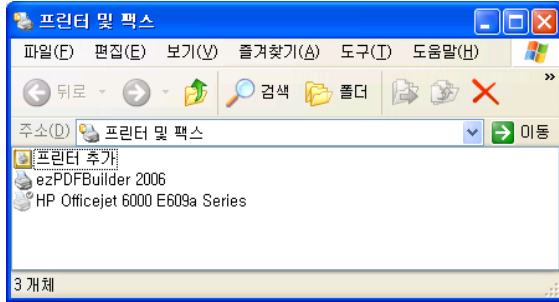 프린터 및 팩스
파일(F) 편집(E) 보기(V) 즐겨찾기(A) 도구(T) 도움말(H)
뒤로 검색 폴더 »
주소(D) 프린터 및 팩스 이동
프린터 추가
ezPDFBuilder 2006
HP Officejet 6000 E609a Series
3 개체